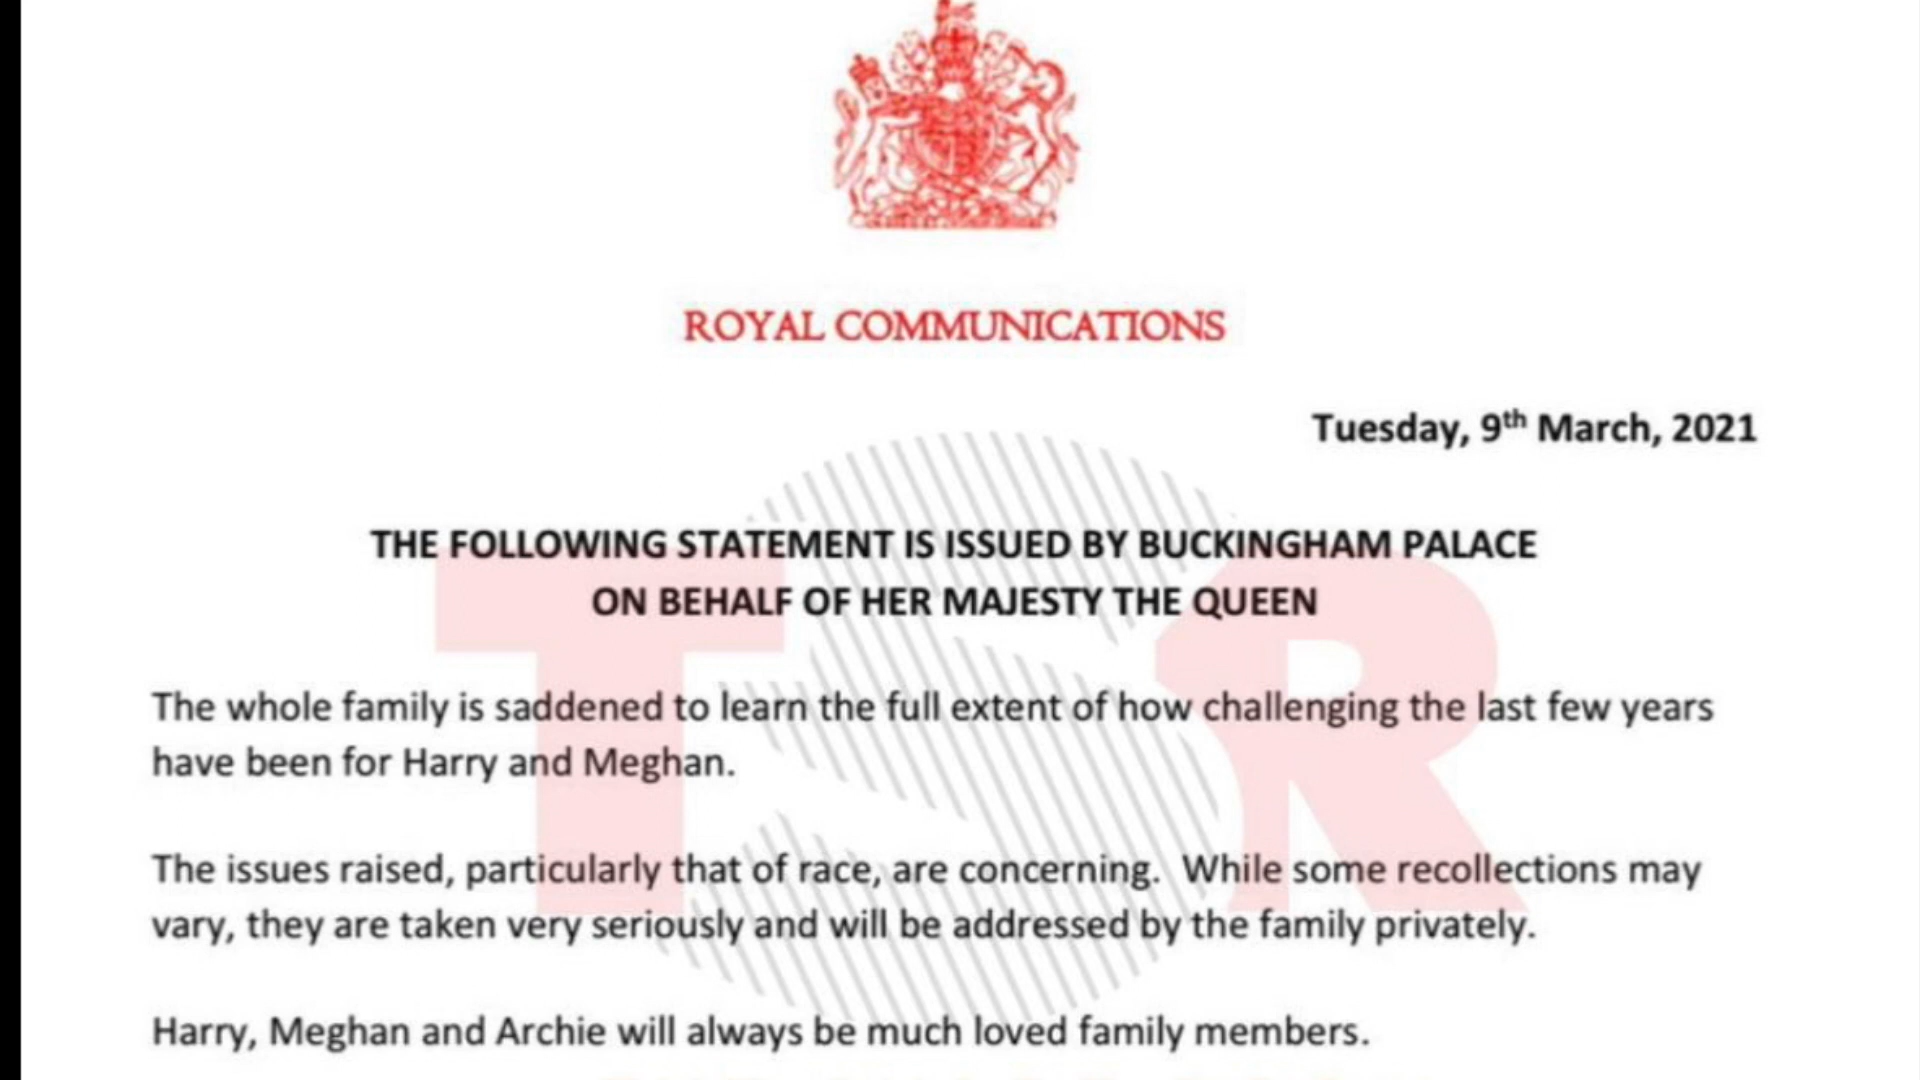 ROYAL COMMUNICATIONS
Tuesday, 9th March, 2021
THE FOLLOWING STATEMENT IS ISSUED BY BUCKINGHAM PALACE
ON BEHALF OF HER MAJESTY THE QUEEN
TSR
The whole family is saddened to learn the full extent of how challenging the last few years
have been for Harry and Meghan.
The issues raised, particularly that of race, are concerning. While some recollections may
vary, they are taken very seriously and will be addressed by the family privately.
Harry, Meghan and Archie will always be much loved family members.